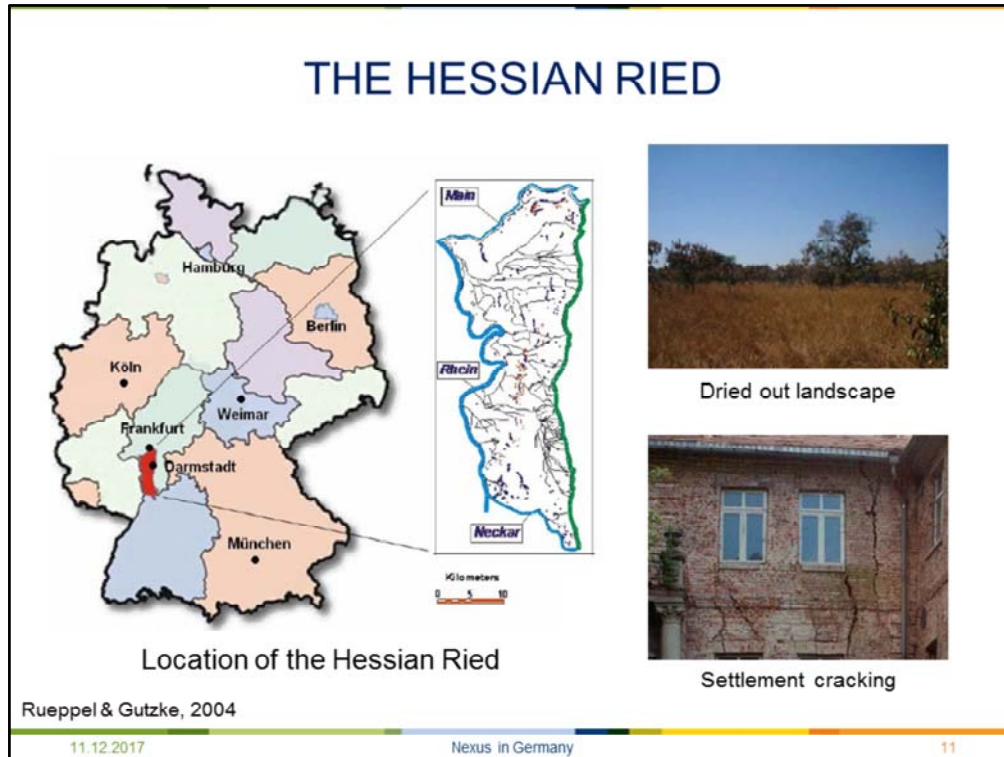 THE HESSIAN RIED
Hamburg
Berlin
Köln
Weimar
Frankfurt
Darmstadt
München
Main
Rhein
Neckar
Kilometers
0 5 10
Location of the Hessian Ried
Dried out landscape
Settlement cracking
Rueppel & Gutzke, 2004
11.12.2017
Nexus in Germany
11